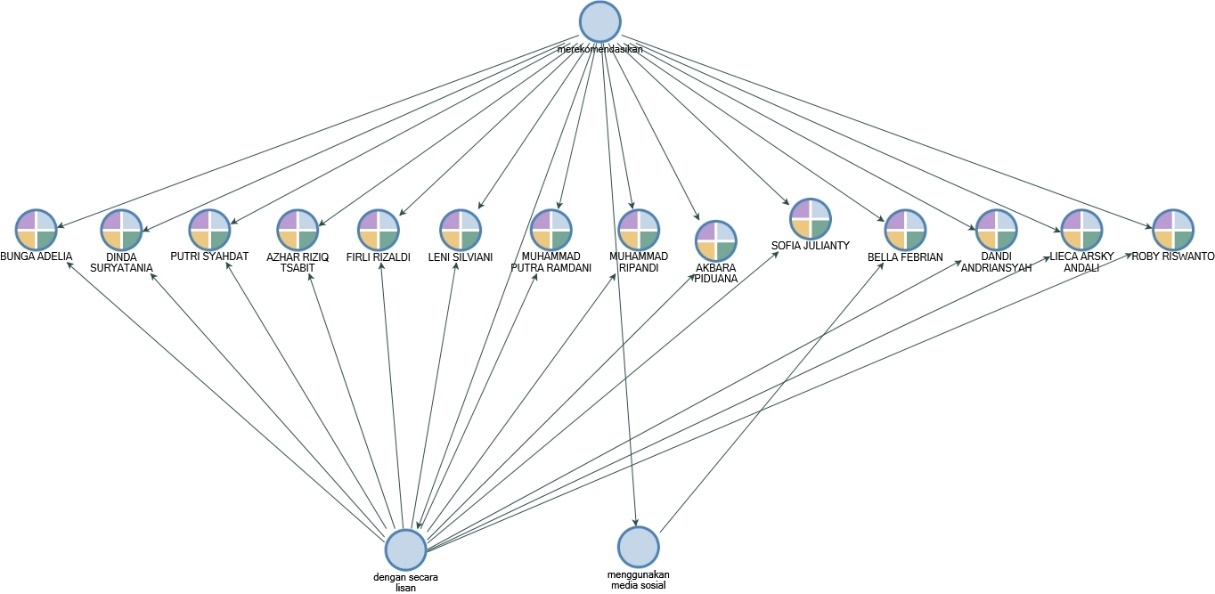 merekomendasikan
BUNGA ADELIA
DINDA
SURYATANIA
PUTRI SYAHDAT
AZHAR RIZIQ
TSABIT
FIRLI RIZALDI
LENI SILVIANI
MUHAMMAD
PUTRA RAMDANI
MUHAMMAD
RIPANDI
AKBARA
PIDUANA
SOFIA JULIANTY
BELLA FEBRIAN
DANDI
ANDRIANSYAH
LIECA ARSKY
ANDALI
ROBY RISWANTO
dengan secara
lisan
menggunakan
media sosial